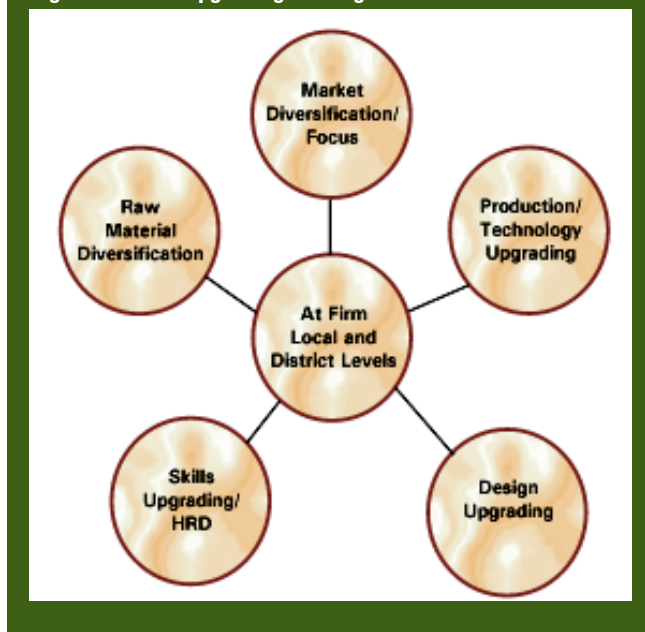 Market
Diversification/
Focus
Raw
Material
Diversification
Production/
Technology
Upgrading
At Firm
Local and
District Levels
Skills
Upgrading/
HRD
Design
Upgrading